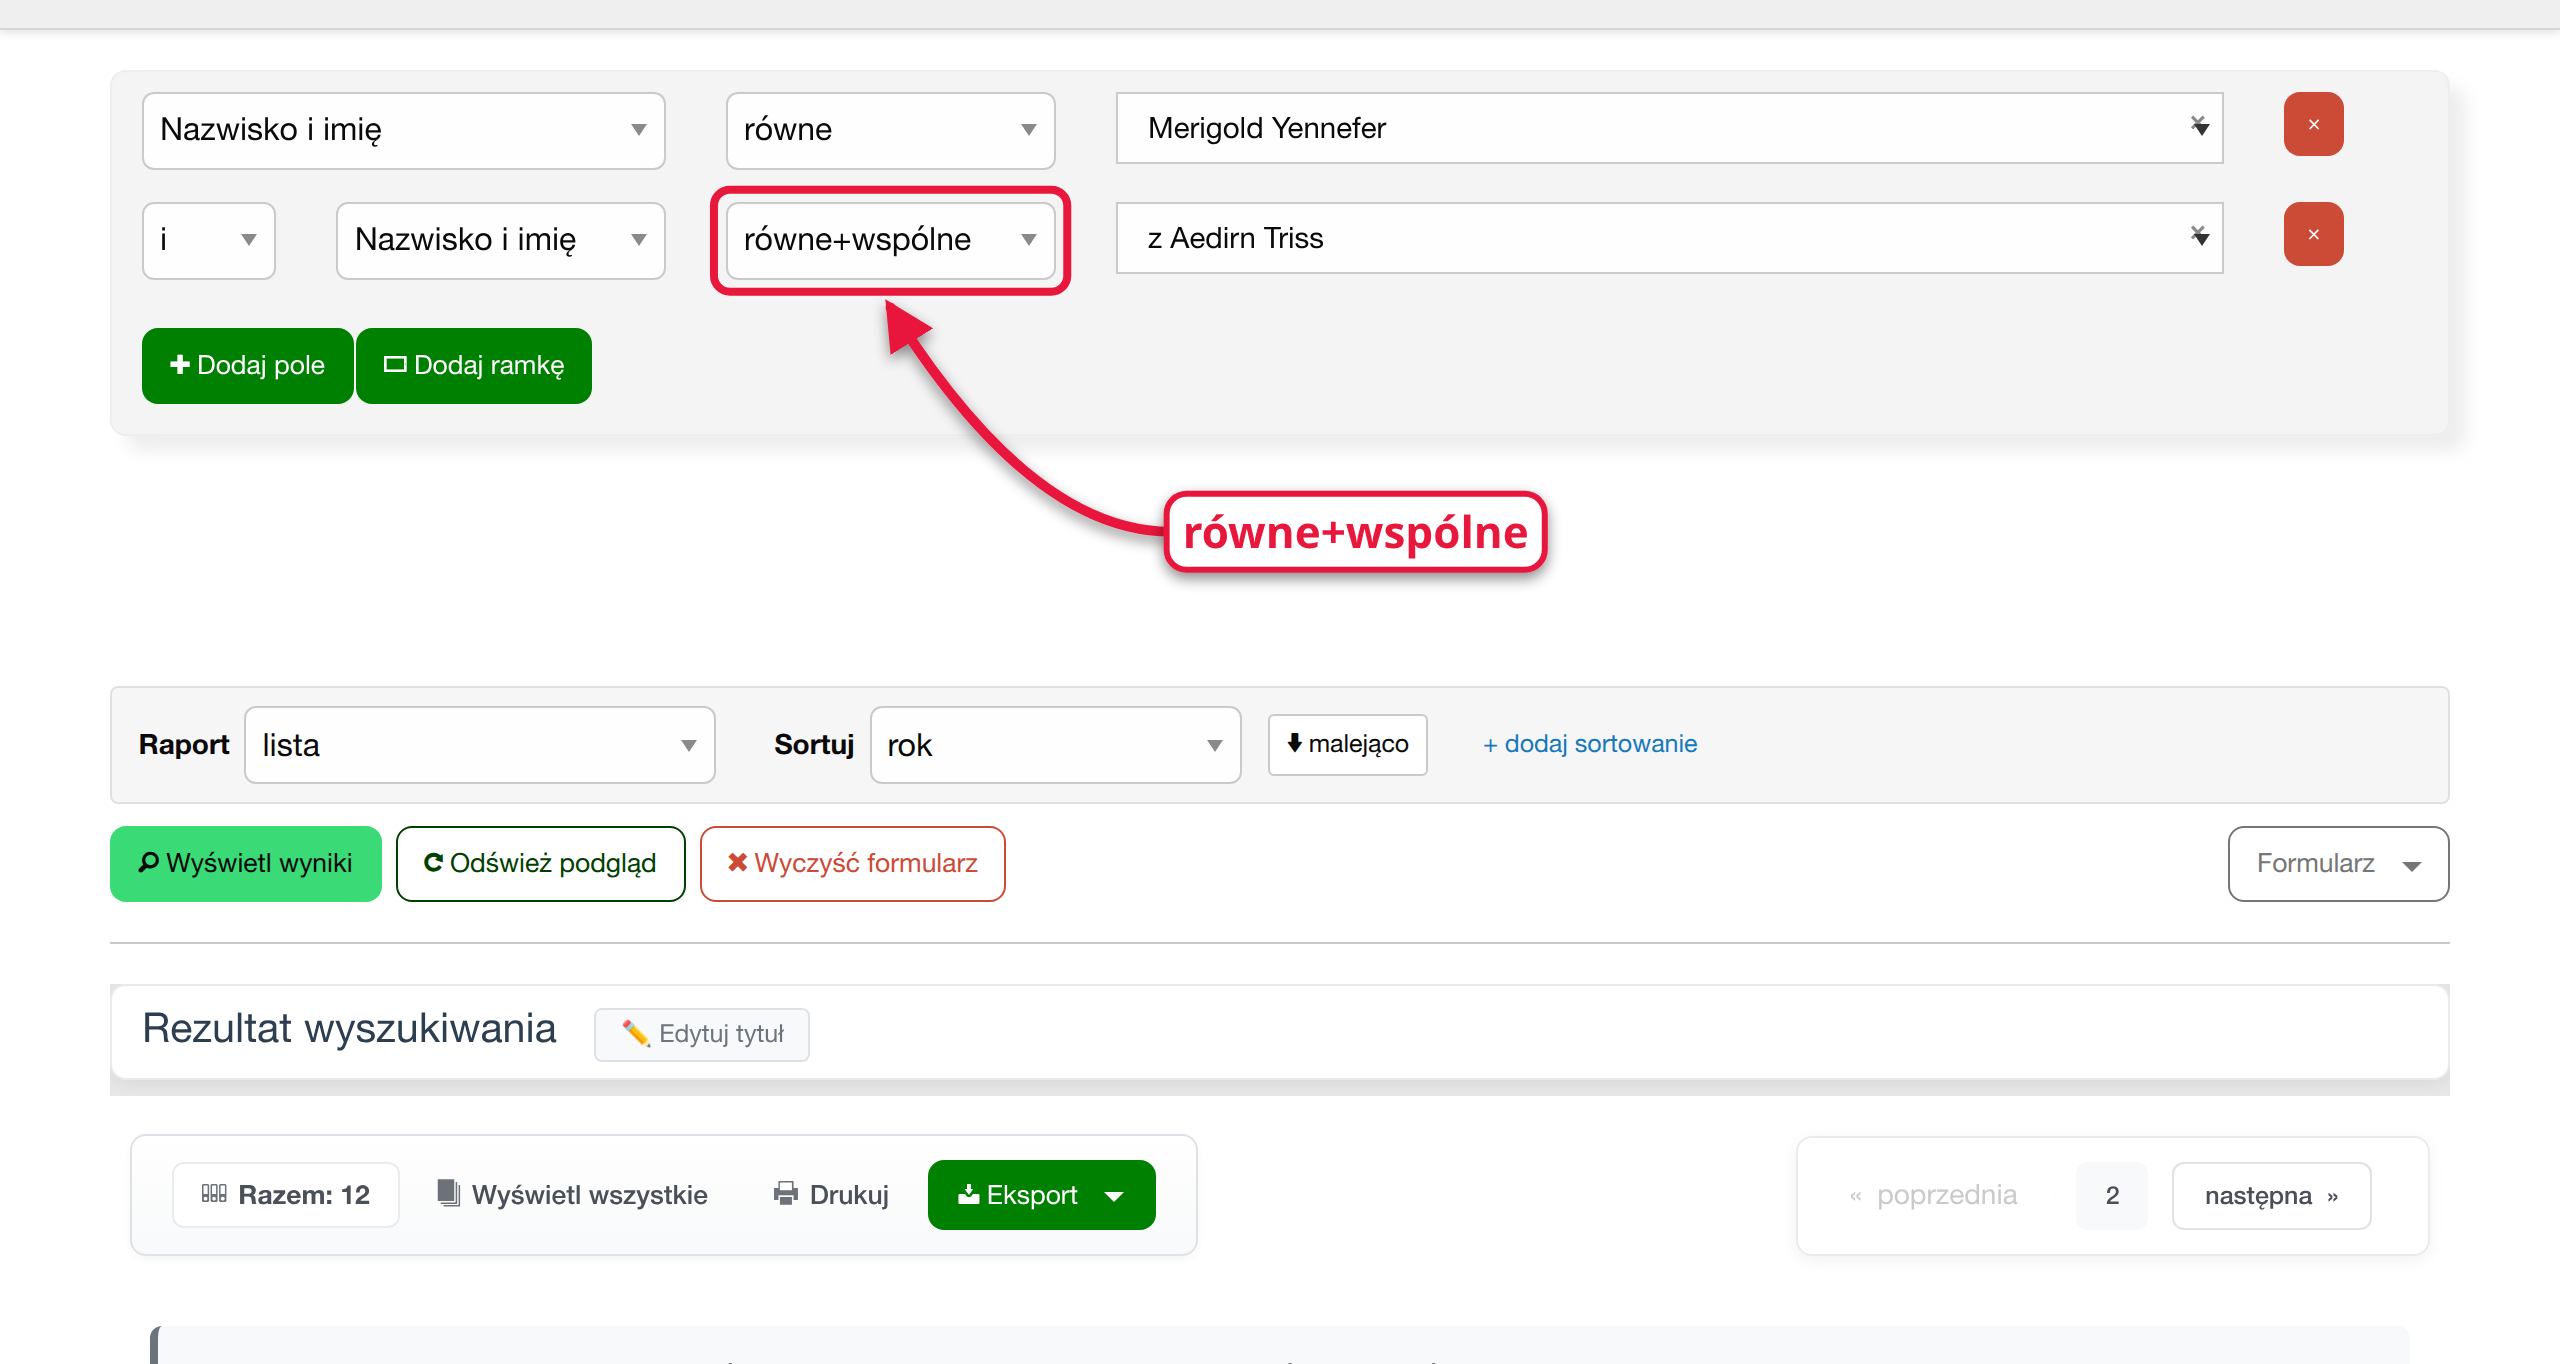 Nazwisko i imię równe Merigold Yennefer ×
i Nazwisko i imię równe+wspólne z Aedirn Triss ×
Dodaj pole Dodaj ramkę
równe+wspólne
Raport lista Sortuj rok malejąco + dodaj sortowanie
Wyświetl wyniki Odśwież podgląd Wyczyść formularz Formularz
Rezultat wyszukiwania Edytuj tytuł
Razem: 12 Wyświetl wszystkie Drukuj Eksport « poprzednia 2 następna »